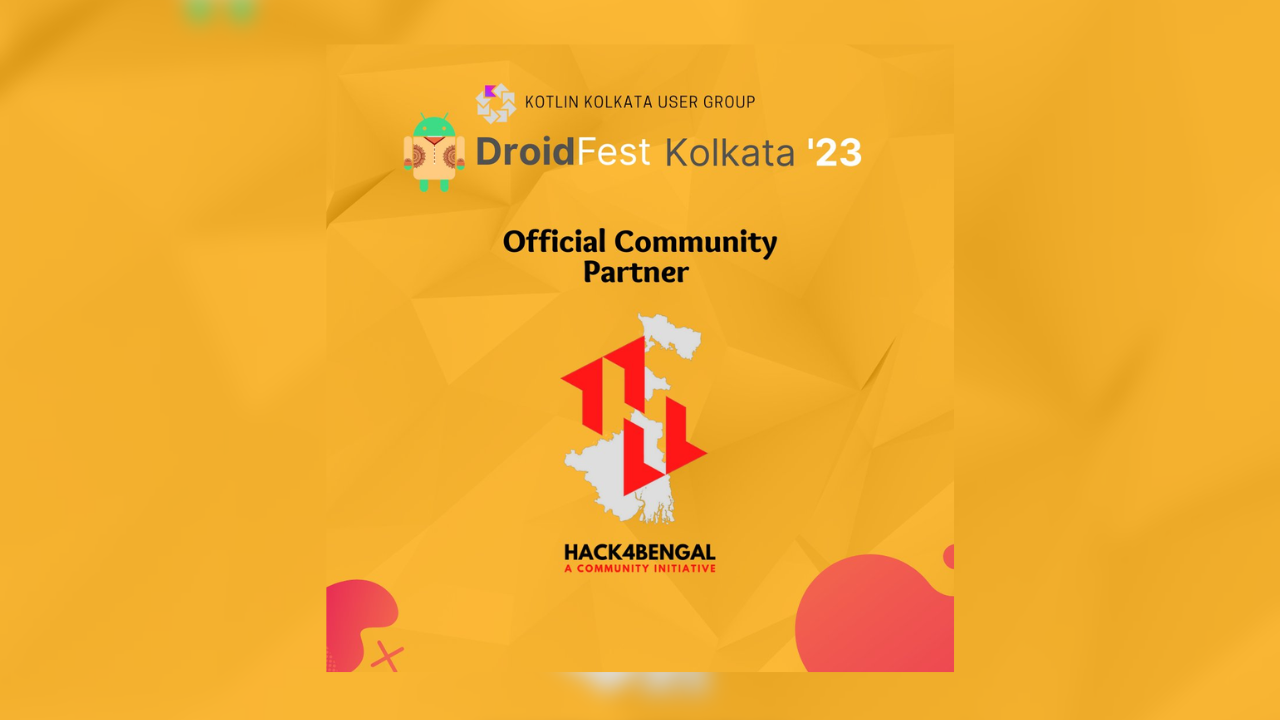 KOTLIN KOLKATA USER GROUP
DroidFest Kolkata '23
Official Community
Partner
HACK4BENGAL
A COMMUNITY INITIATIVE